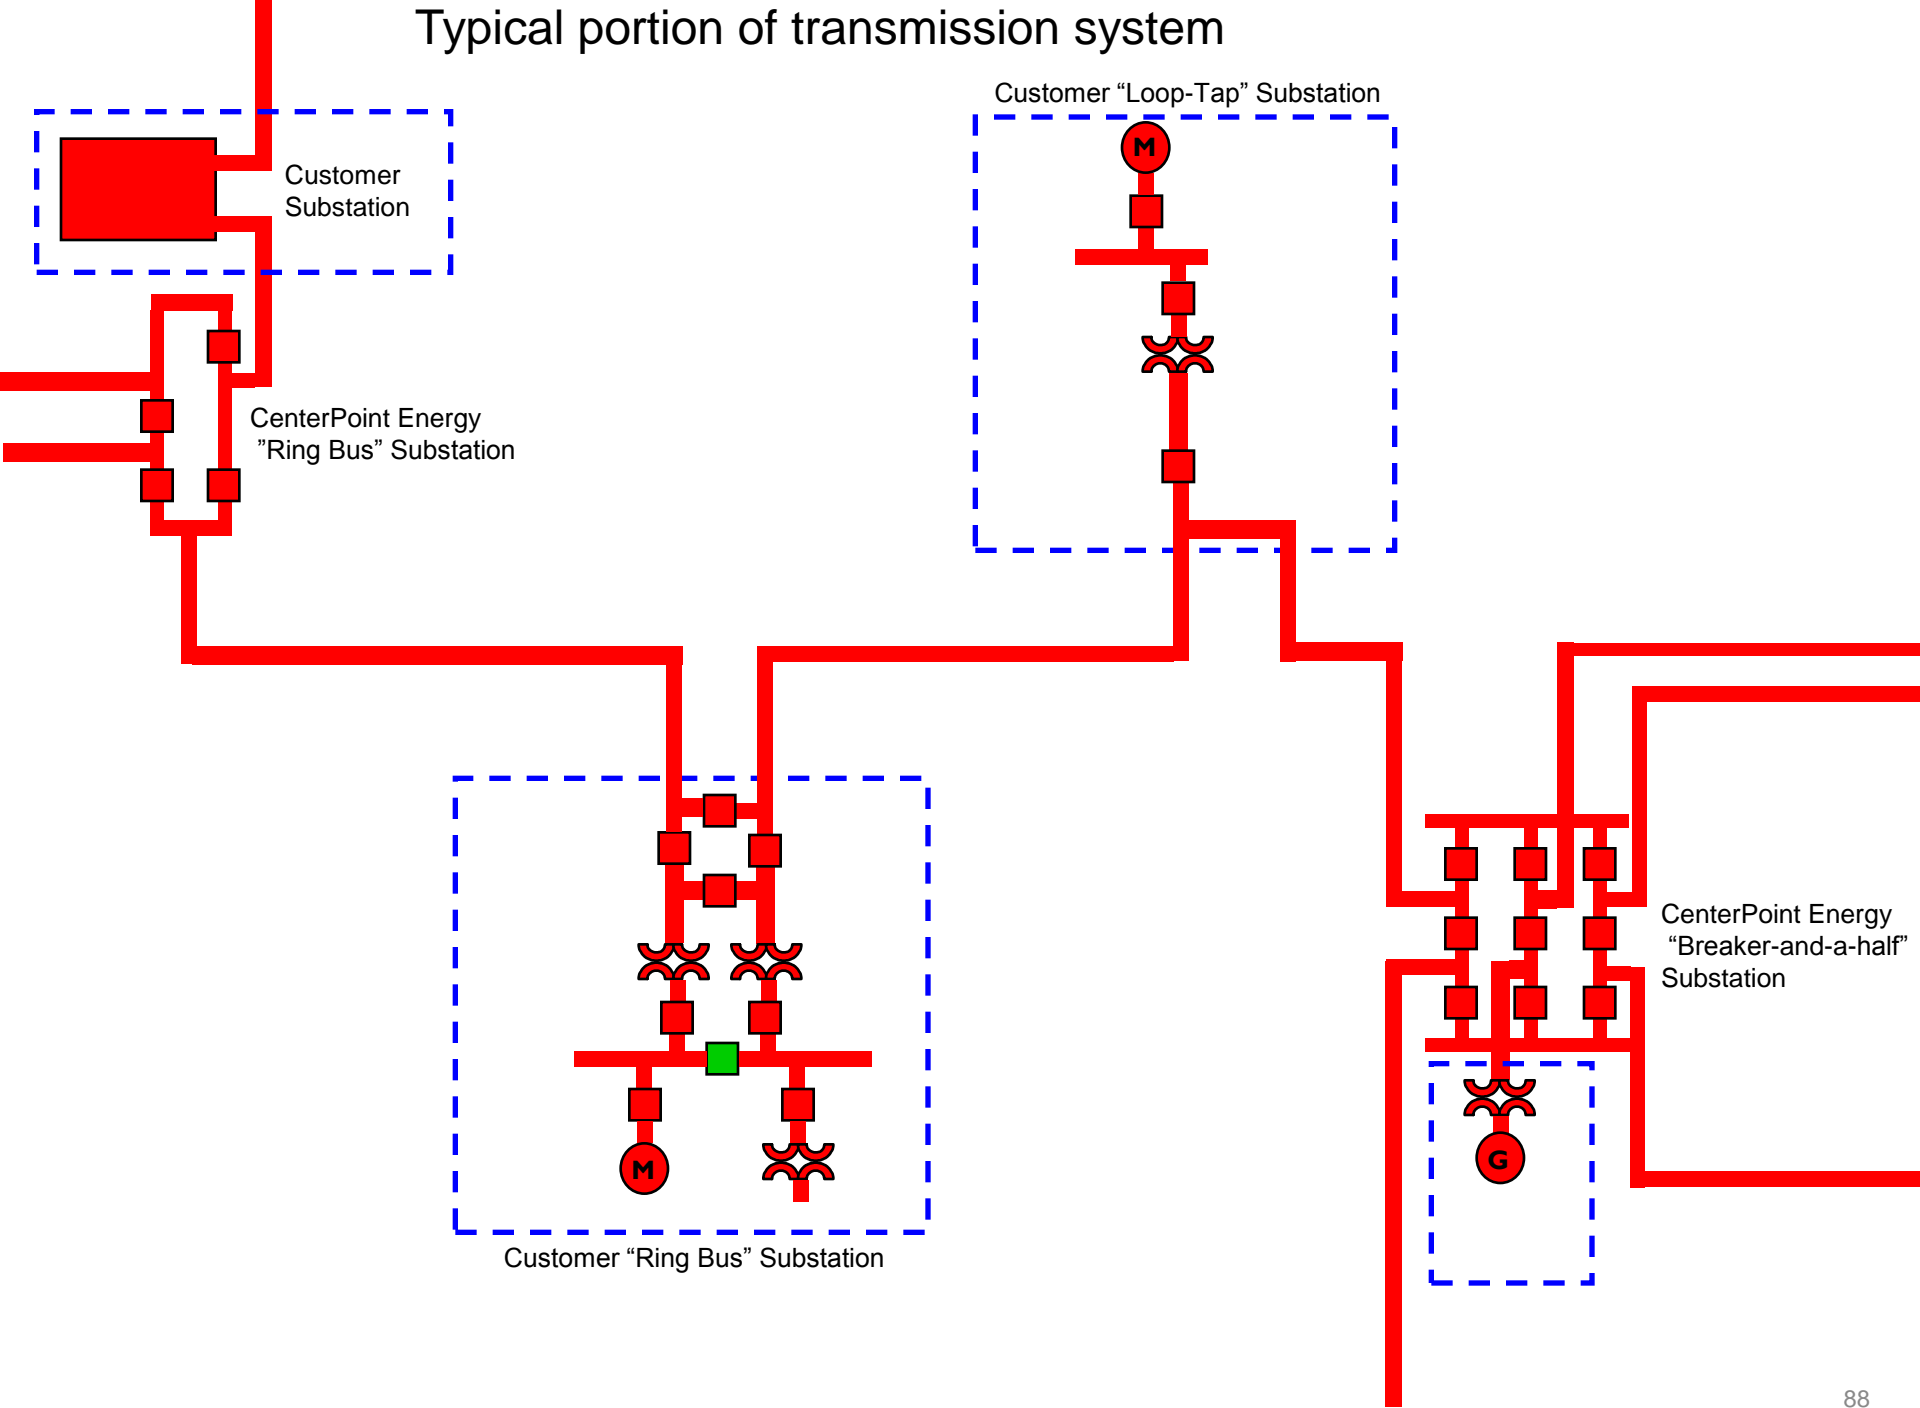 Typical portion of transmission system
Customer “Loop-Tap” Substation
M
Customer
Substation
CenterPoint Energy
”Ring Bus” Substation
CenterPoint Energy
“Breaker-and-a-half”
Substation
M
G
Customer “Ring Bus” Substation
88